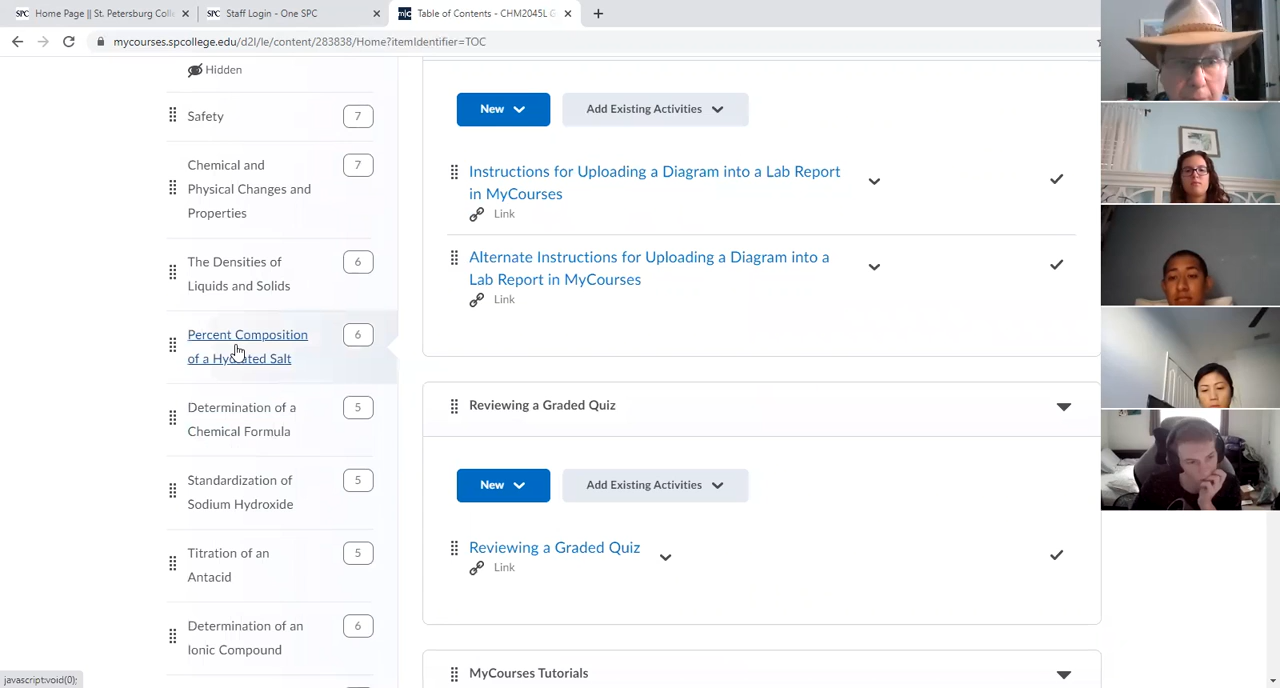 SPC Home Page || St. Petersburg Colle
SPC Staff Login - One SPC
Table of Contents - CHM2045L G
mycourses.spcollege.edu/d2l/le/content/283838/Home?itemIdentifier=TOC
Hidden
Safety
7
Chemical and
Physical Changes and
Properties
7
The Densities of
Liquids and Solids
6
Percent Composition
of a Hydrated Salt
6
Determination of a
Chemical Formula
5
Standardization of
Sodium Hydroxide
5
Titration of an
Antacid
5
Determination of an
Ionic Compound
6
New
Add Existing Activities
Instructions for Uploading a Diagram into a Lab Report
in MyCourses
Link
Alternate Instructions for Uploading a Diagram into a
Lab Report in MyCourses
Link
Reviewing a Graded Quiz
New
Add Existing Activities
Reviewing a Graded Quiz
Link
MyCourses Tutorials
javascript:void(0);